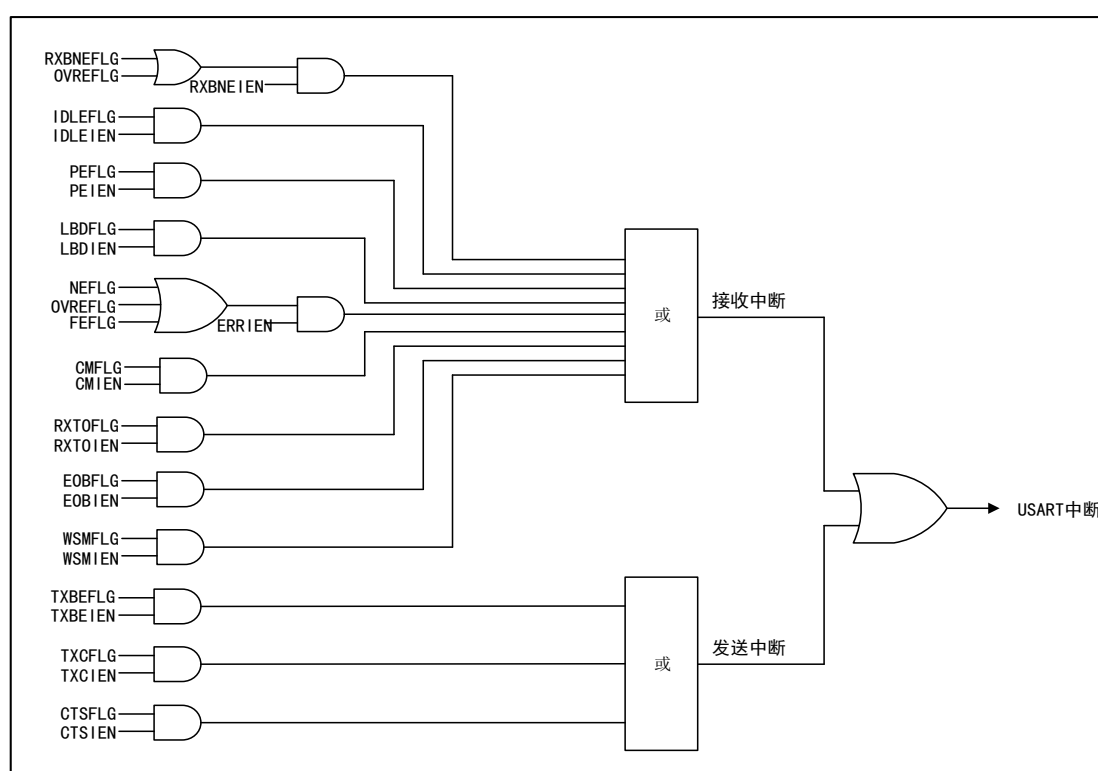 RXBNEFLG
OVREFLG
RXBNEIEN
IDLEFLG
IDLEIEN
PEFLG
PEIEN
LBDFLG
LBDIEN
NEFLG
OVREFLG
FEFLG
ERRIEN
CMFLG
CMIEN
RXTOFLG
RXTOIEN
EOBFLG
EOBIEN
WSMFLG
WSMIEN
或
接收中断
USART中断
TXBEFLG
TXBEIEN
TXCFLG
TXCIEN
CTSFLG
CTSIEN
或
发送中断